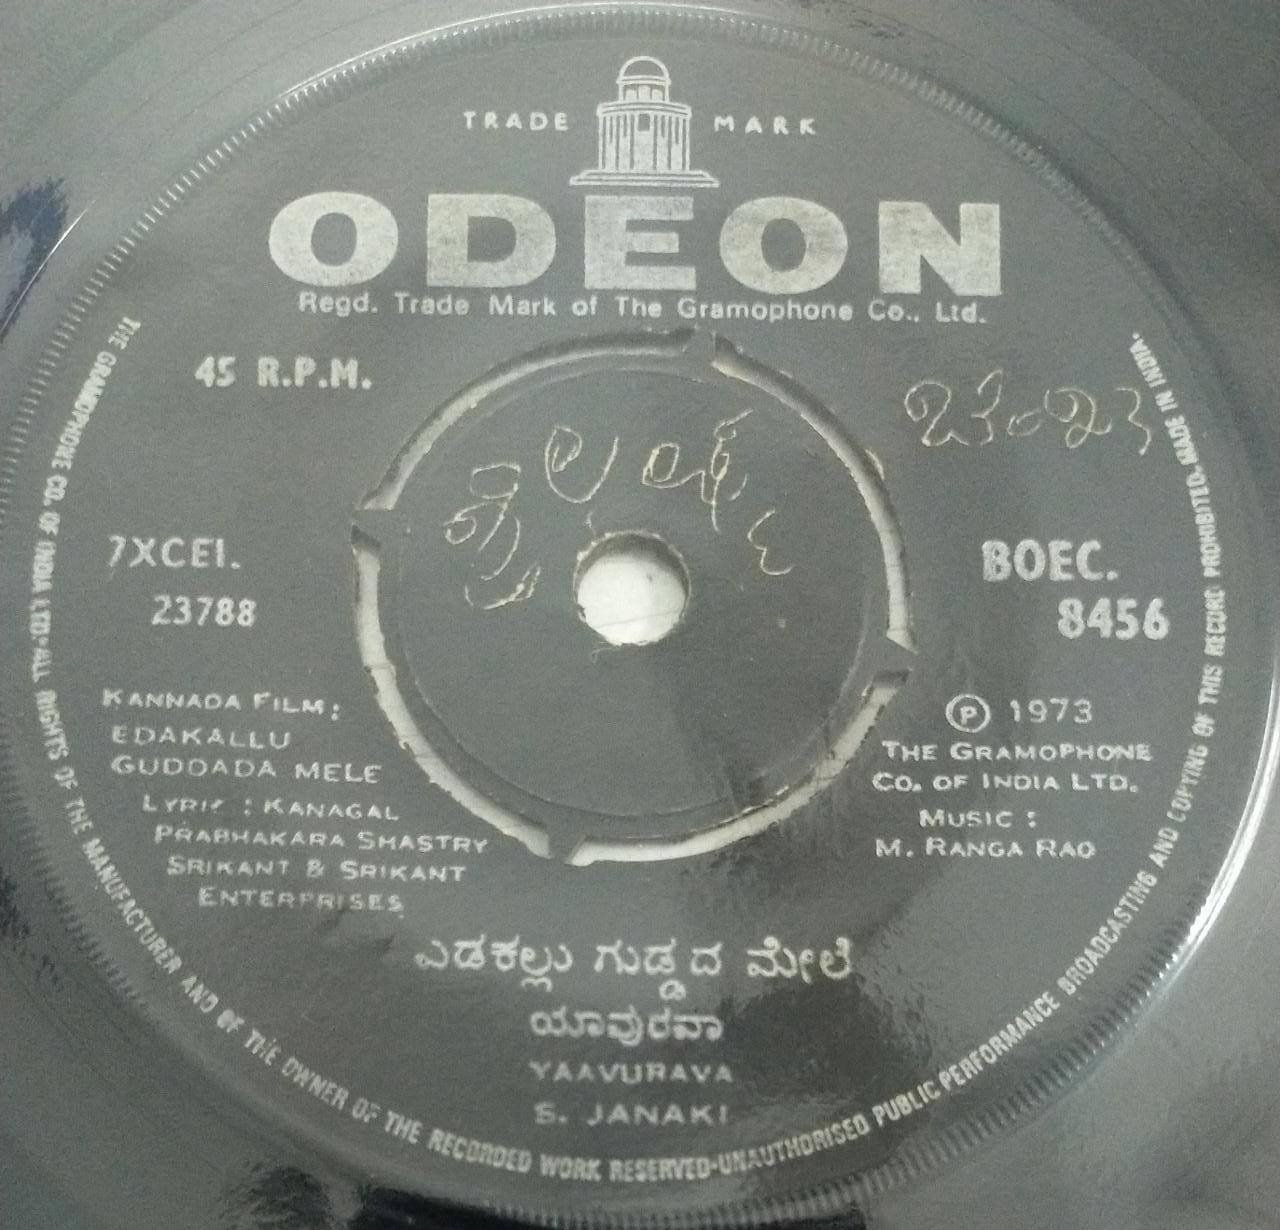 TRADE MARK
ODEON
Regd. Trade Mark of The Gramophone Co., Ltd.
45 R.P.M.
7XCEI.
23788
BOEC.
8456
KANNADA FILM:
EDAKALLU
GUDDADA MELE
LYRIC : KANAGAL
PRABHAKARA SHASTRY
SRIKANT & SRIKANT
ENTERPRISES
℗ 1973
THE GRAMOPHONE
CO. OF INDIA LTD.
MUSIC :
M. RANGA RAO
ಎಡಕಲ್ಲು ಗುಡ್ಡದ ಮೇಲೆ
ಯಾವುರವಾ
YAAVURAVA
S. JANAKI
THE GRAMOPHONE CO. OF INDIA LTD. ALL RIGHTS OF THE MANUFACTURER AND OF THE OWNER OF THE RECORDED WORK RESERVED-UNAUTHORISED PUBLIC PERFORMANCE BROADCASTING AND COPYING OF THIS RECORD PROHIBITED. MADE IN INDIA.